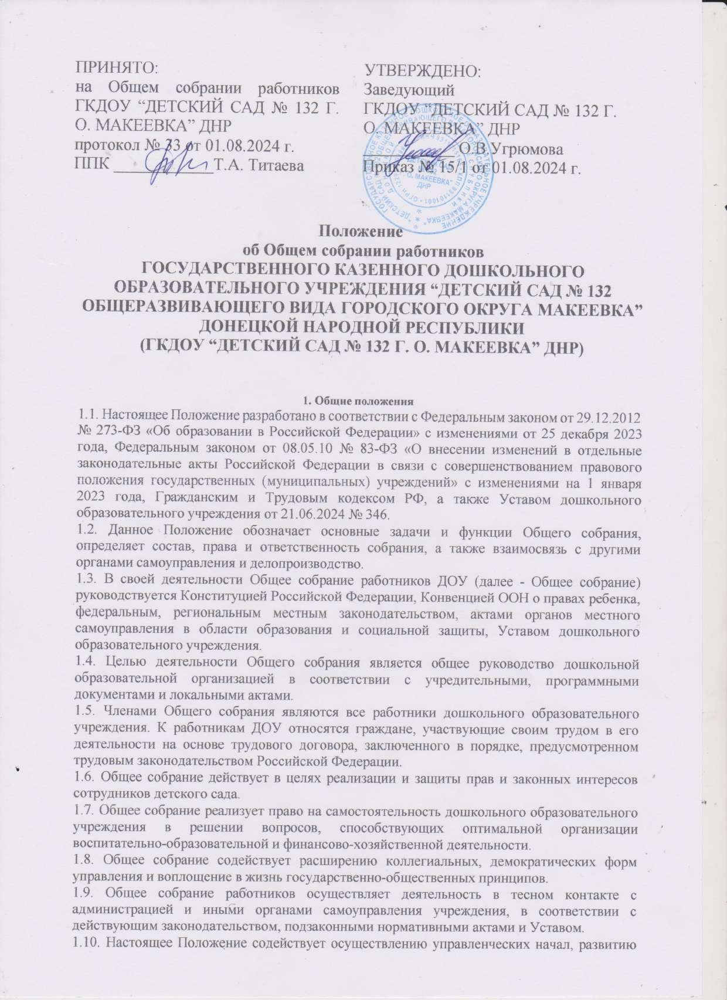 ПРИНЯТО:
на Общем собрании работников
ГКДОУ “ДЕТСКИЙ САД № 132 Г.
О. МАКЕЕВКА” ДНР
протокол № 33 от 01.08.2024 г.
ППК ____________Т.А. Титаева
УТВЕРЖДЕНО:
Заведующий
ГКДОУ “ДЕТСКИЙ САД № 132 Г.
О. МАКЕЕВКА” ДНР
___________ О.В.Угрюмова
Приказ № 15/1 от 01.08.2024 г.
О. МАКЕЕВКА"
ДНР
Положение
об Общем собрании работников
ГОСУДАРСТВЕННОГО КАЗЕННОГО ДОШКОЛЬНОГО
ОБРАЗОВАТЕЛЬНОГО УЧРЕЖДЕНИЯ “ДЕТСКИЙ САД № 132
ОБЩЕРАЗВИВАЮЩЕГО ВИДА ГОРОДСКОГО ОКРУГА МАКЕЕВКА”
ДОНЕЦКОЙ НАРОДНОЙ РЕСПУБЛИКИ
(ГКДОУ “ДЕТСКИЙ САД № 132 Г. О. МАКЕЕВКА” ДНР)
1. Общие положения
1.1. Настоящее Положение разработано в соответствии с Федеральным законом от 29.12.2012
№ 273-ФЗ «Об образовании в Российской Федерации» с изменениями от 25 декабря 2023
года, Федеральным законом от 08.05.10 № 83-ФЗ «О внесении изменений в отдельные
законодательные акты Российской Федерации в связи с совершенствованием правового
положения государственных (муниципальных) учреждений» с изменениями на 1 января
2023 года, Гражданским и Трудовым кодексом РФ, а также Уставом дошкольного
образовательного учреждения от 21.06.2024 № 346.
1.2. Данное Положение обозначает основные задачи и функции Общего собрания,
определяет состав, права и ответственность собрания, а также взаимосвязь с другими
органами самоуправления и делопроизводство.
1.3. В своей деятельности Общее собрание работников ДОУ (далее - Общее собрание)
руководствуется Конституцией Российской Федерации, Конвенцией ООН о правах ребенка,
федеральным, региональным местным законодательством, актами органов местного
самоуправления в области образования и социальной защиты, Уставом дошкольного
образовательного учреждения.
1.4. Целью деятельности Общего собрания является общее руководство дошкольной
образовательной организацией в соответствии с учредительными, программными
документами и локальными актами.
1.5. Членами Общего собрания являются все работники дошкольного образовательного
учреждения. К работникам ДОУ относятся граждане, участвующие своим трудом в его
деятельности на основе трудового договора, заключенного в порядке, предусмотренном
трудовым законодательством Российской Федерации.
1.6. Общее собрание действует в целях реализации и защиты прав и законных интересов
сотрудников детского сада.
1.7. Общее собрание реализует право на самостоятельность дошкольного образовательного
учреждения в решении вопросов, способствующих оптимальной организации
воспитательно-образовательной и финансово-хозяйственной деятельности.
1.8. Общее собрание содействует расширению коллегиальных, демократических форм
управления и воплощение в жизнь государственно-общественных принципов.
1.9. Общее собрание работников осуществляет деятельность в тесном контакте с
администрацией и иными органами самоуправления учреждения, в соответствии с
действующим законодательством, подзаконными нормативными актами и Уставом.
1.10. Настоящее Положение содействует осуществлению управленческих начал, развитию